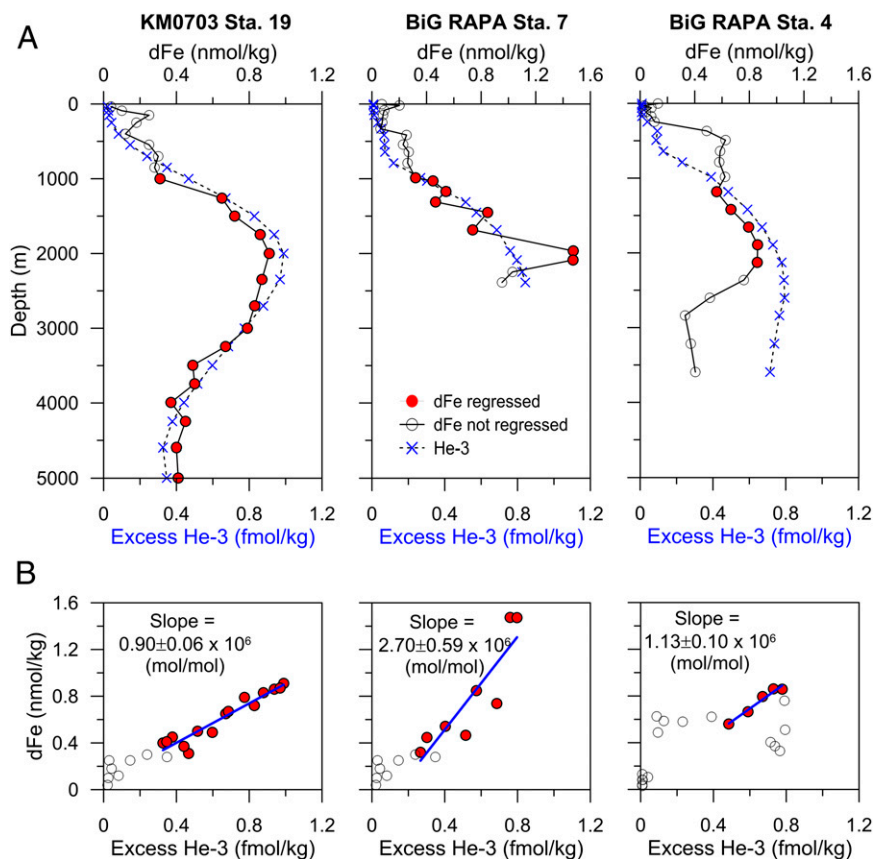 A
KM0703 Sta. 19
BiG RAPA Sta. 7
BiG RAPA Sta. 4
dFe (nmol/kg)
dFe (nmol/kg)
dFe (nmol/kg)
0 0.4 0.8 1.2
0 0.4 0.8 1.2 1.6
0 0.4 0.8 1.2
Depth (m)
0
1000
2000
3000
4000
5000
dFe regressed
dFe not regressed
He-3
0 0.4 0.8 1.2
0 0.4 0.8 1.2
0 0.4 0.8 1.2
Excess He-3 (fmol/kg)
Excess He-3 (fmol/kg)
Excess He-3 (fmol/kg)
B
dFe (nmol/kg)
1.6
1.2
0.8
0.4
0.0
Slope =
0.90±0.06 x 10⁶
(mol/mol)
Slope =
2.70±0.59 x 10⁶
(mol/mol)
Slope =
1.13±0.10 x 10⁶
(mol/mol)
0 0.4 0.8 1.2
0 0.4 0.8 1.2
0 0.4 0.8 1.2
Excess He-3 (fmol/kg)
Excess He-3 (fmol/kg)
Excess He-3 (fmol/kg)